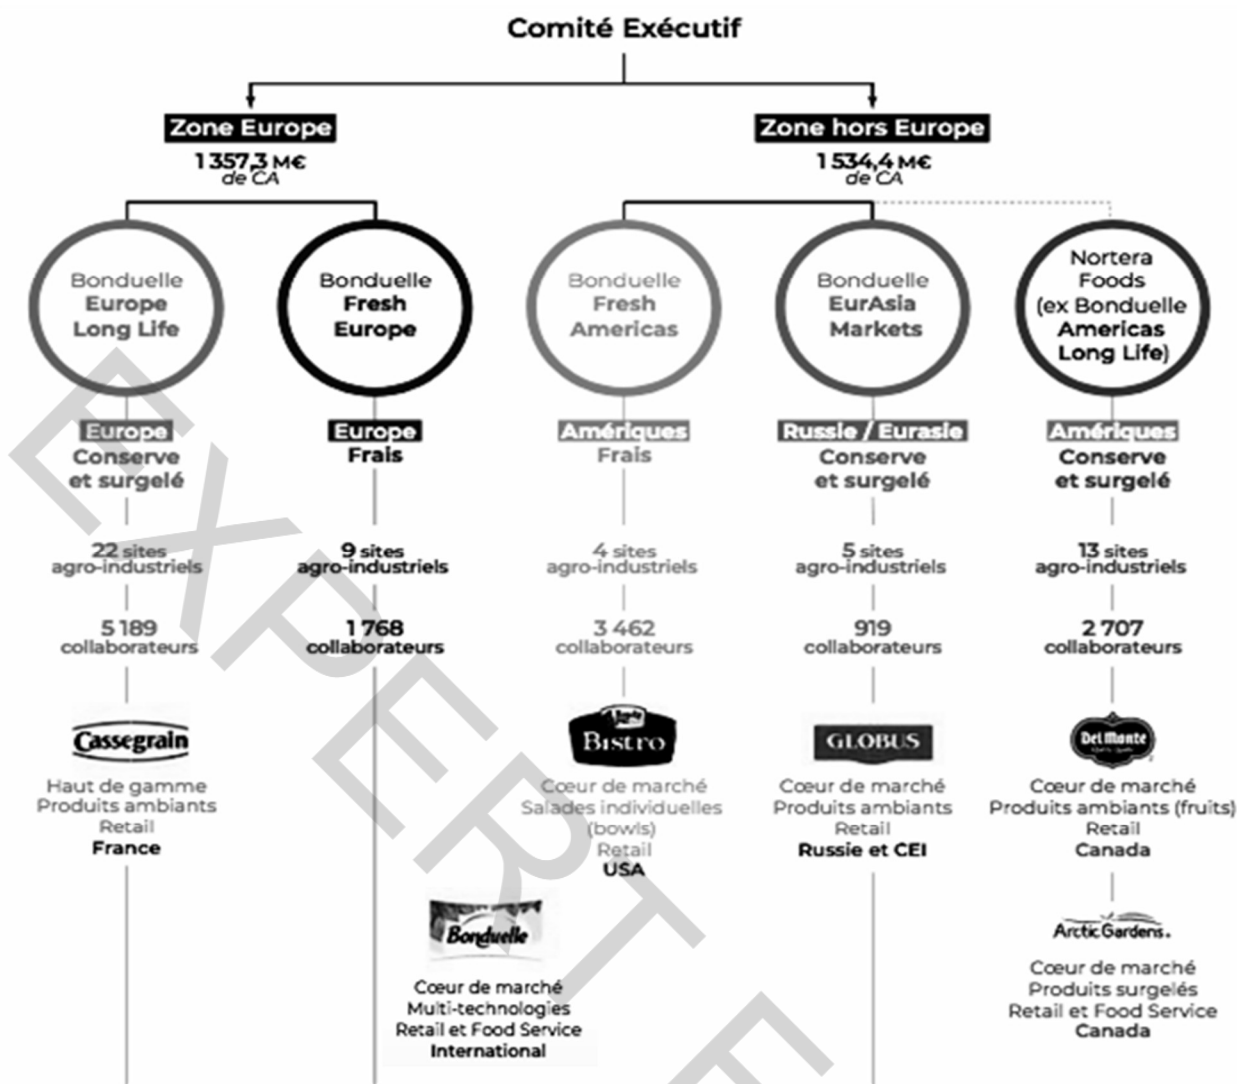 Comité Exécutif
Zone Europe
1 357,3 M€
de CA
Zone hors Europe
1 534,4 M€
de CA
Bonduelle
Europe
Long Life
Bonduelle
Fresh
Europe
Bonduelle
Fresh
Americas
Bonduelle
EurAsia
Markets
Nortera
Foods
(ex Bonduelle
Americas
Long Life)
Europe
Conserve
et surgelé
Europe
Frais
Amériques
Frais
Russie / Eurasie
Conserve
et surgelé
Amériques
Conserve
et surgelé
22 sites
agro-industriels
9 sites
agro-industriels
4 sites
agro-industriels
5 sites
agro-industriels
13 sites
agro-industriels
5 189
collaborateurs
1 768
collaborateurs
3 462
collaborateurs
919
collaborateurs
2 707
collaborateurs
Cassegrain
Haut de gamme
Produits ambiants
Retail
France
Bonduelle
Cœur de marché
Multi-technologies
Retail et Food Service
International
Bistro
Cœur de marché
Salades individuelles
(bowls)
Retail
USA
GLOBUS
Cœur de marché
Produits ambiants
Retail
Russie et CEI
Del Monte
Cœur de marché
Produits ambiants (fruits)
Retail
Canada
Arctic Gardens.
Cœur de marché
Produits surgelés
Retail et Food Service
Canada
EXPERTE